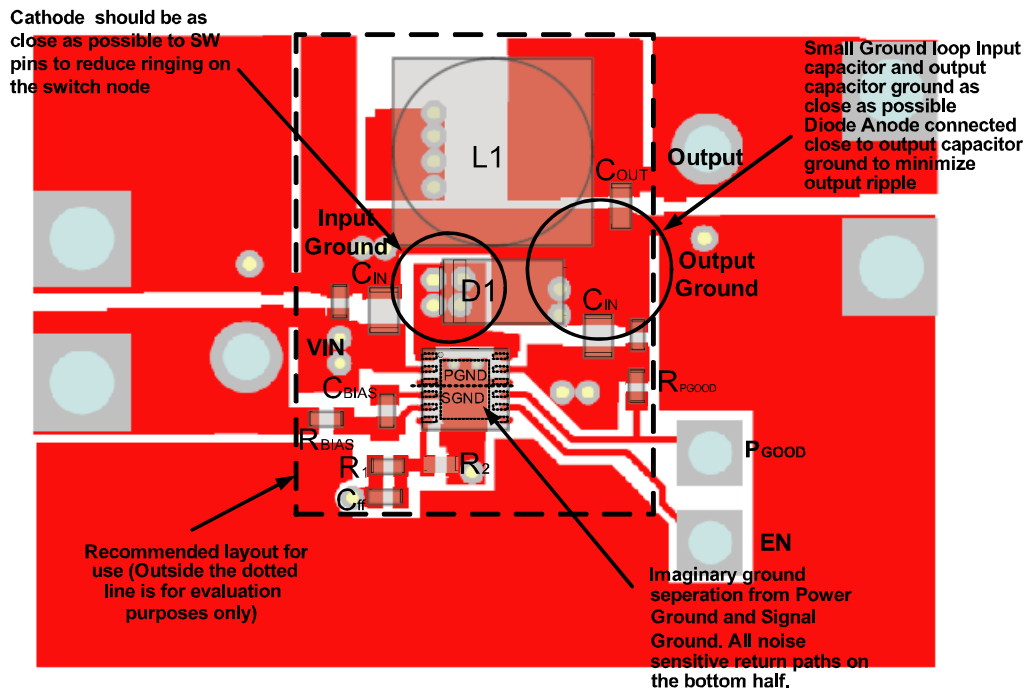 Cathode should be as
close as possible to SW
pins to reduce ringing on
the switch node
Small Ground loop Input
capacitor and output
capacitor ground as
close as possible
Diode Anode connected
close to output capacitor
ground to minimize
output ripple
L1
COUT
Output
Input
Ground
CIN
D1
CIN
Output
Ground
VIN
PGND
SGND
CBIAS
RPGOOD
RBIAS
R1
R2
Cff
PGOOD
EN
Recommended layout for
use (Outside the dotted
line is for evaluation
purposes only)
Imaginary ground
seperation from Power
Ground and Signal
Ground. All noise
sensitive return paths on
the bottom half.